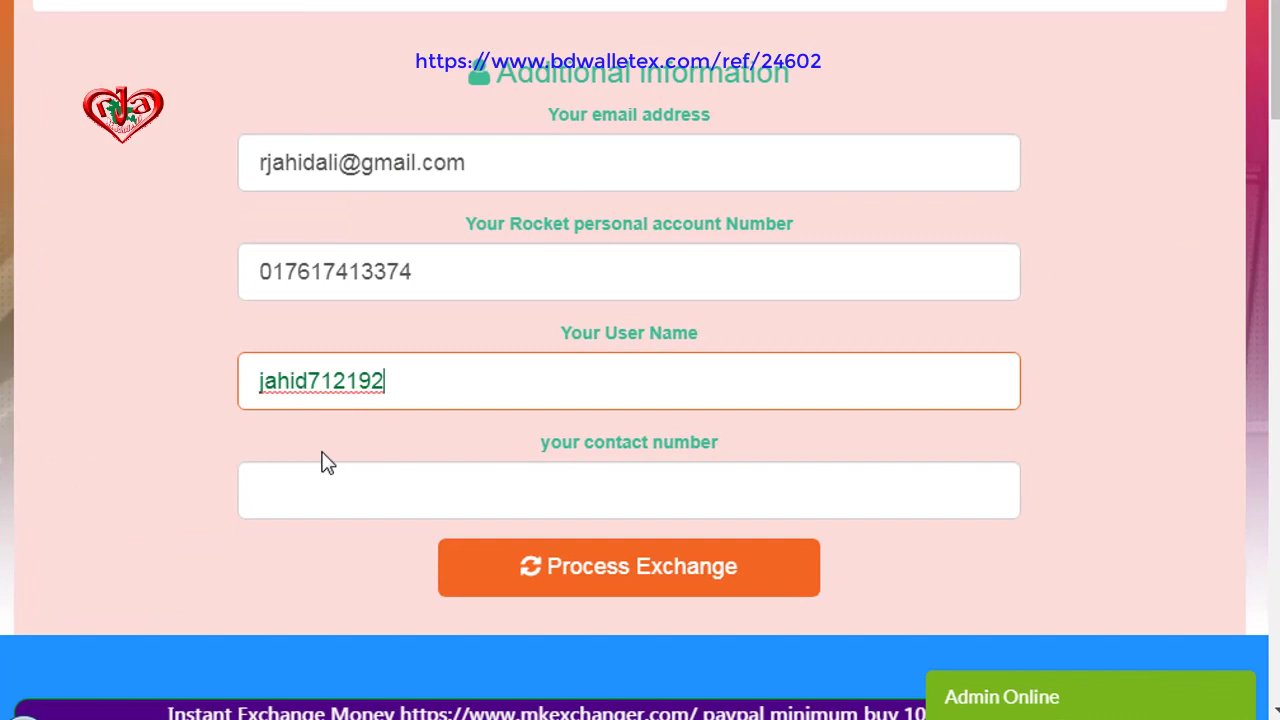 https://www.bdwalletex.com/ref/24602
Additional Information
Your email address
rjahidali@gmail.com
Your Rocket personal account Number
017617413374
Your User Name
jahid712192
your contact number
Process Exchange
Admin Online
Instant Exchange Money https://www.mkexchanger.com/ paypal minimum buy 10
rja